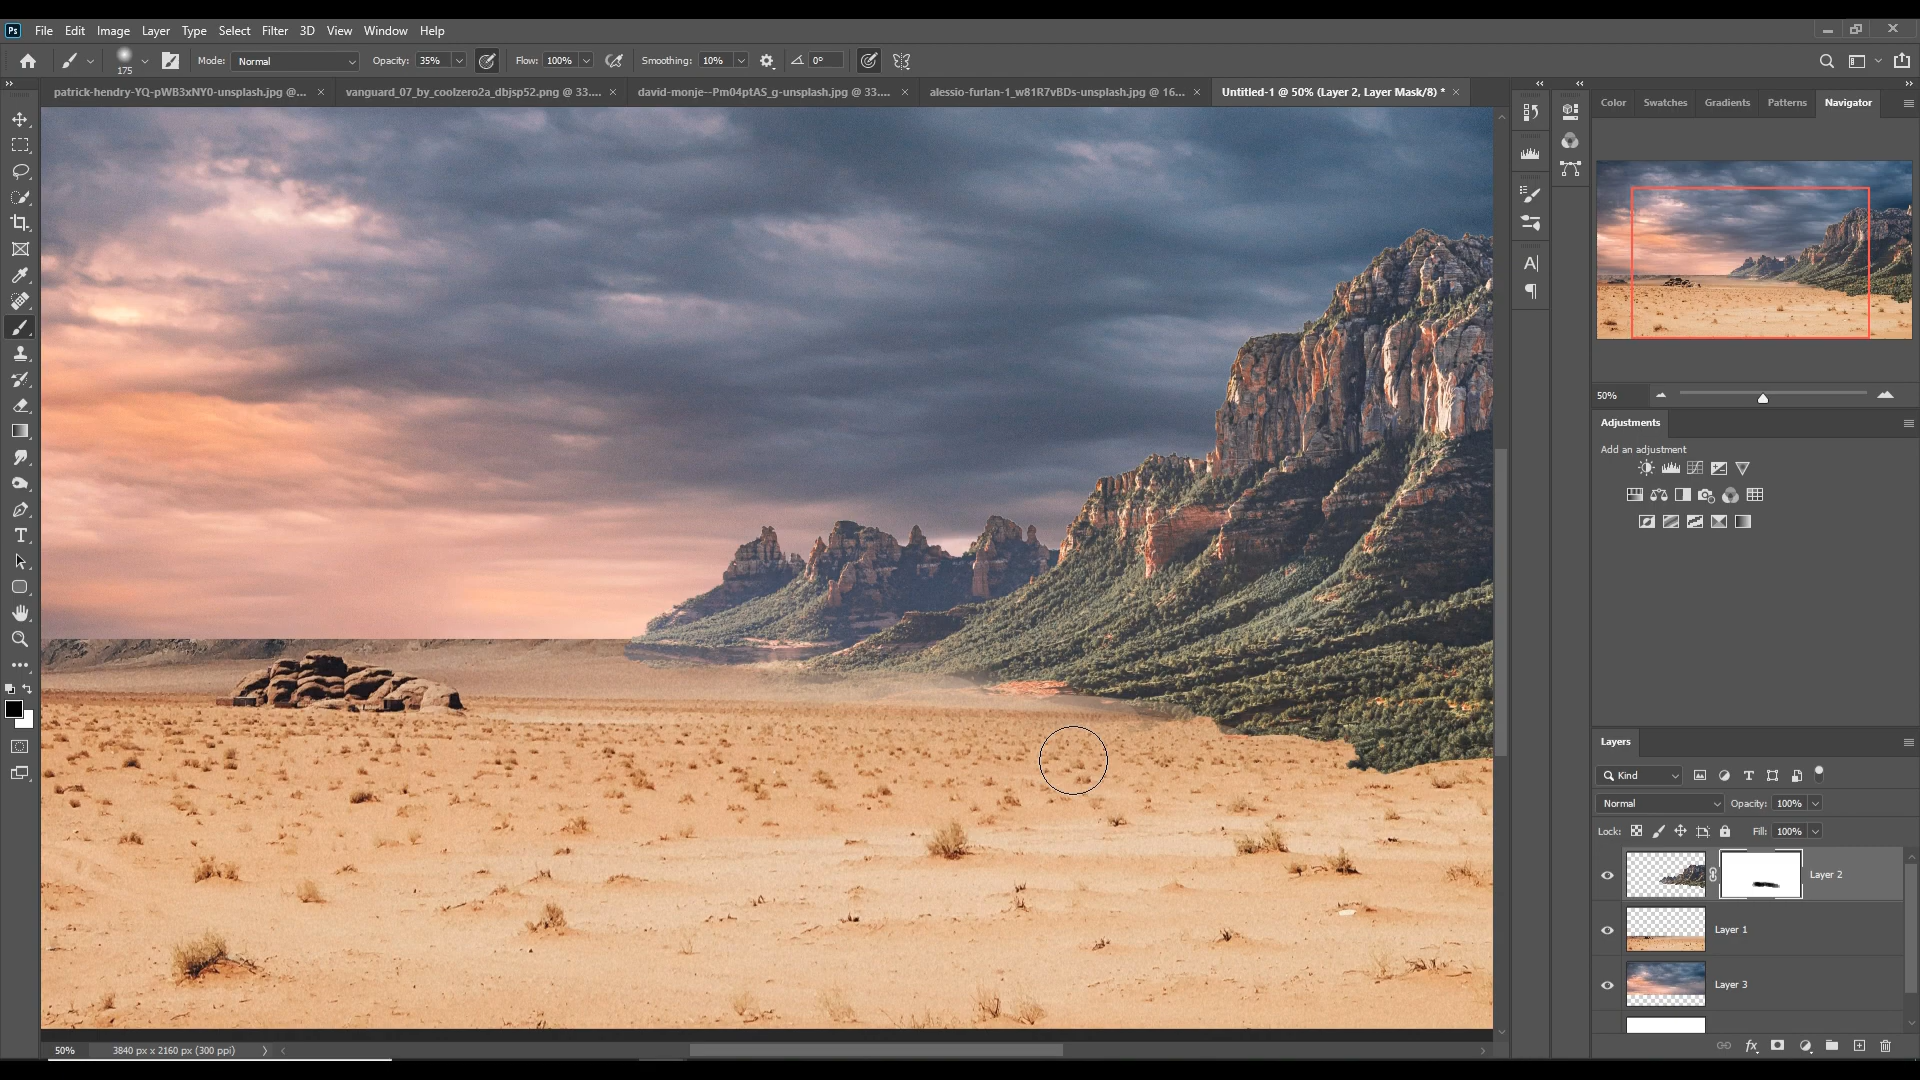 Ps File Edit Image Layer Type Select Filter 3D View Window Help
175 Mode: Normal Opacity: 35% Flow: 100% Smoothing: 10% 0°
patrick-hendry-YQ-pWB3xNY0-unsplash.jpg @... × vanguard_07_by_coolzero2a_dbjsp52.png @ 33.... × david-monje--Pm04ptAS_g-unsplash.jpg @ 33.... × alessio-furlan-1_w81R7vBDs-unsplash.jpg @ 16... × Untitled-1 @ 50% (Layer 2, Layer Mask/8) * ×
Color Swatches Gradients Patterns Navigator
50%
Adjustments
Add an adjustment
Layers
Kind
Normal Opacity: 100%
Lock: Fill: 100%
Layer 2
Layer 1
Layer 3
50% 3840 px x 2160 px (300 ppi)